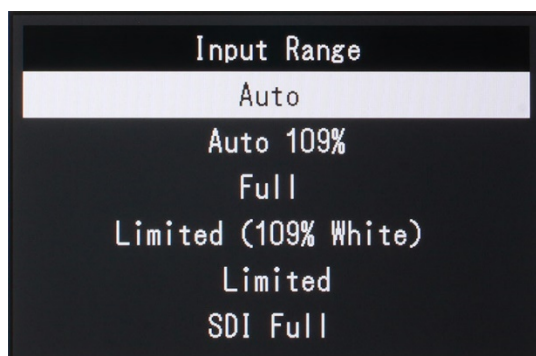 Input Range
Auto
Auto 109%
Full
Limited (109% White)
Limited
SDI Full